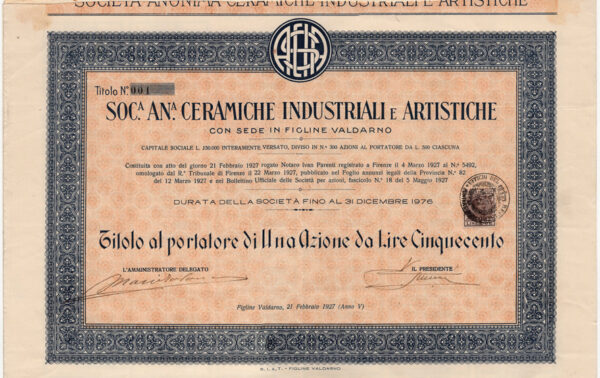 SOCIETÀ ANONIMA CERAMICHE INDUSTRIALI E ARTISTICHE
Titolo N.º 001
SOC.A AN.A CERAMICHE INDUSTRIALI E ARTISTICHE
CON SEDE IN FIGLINE VALDARNO
CAPITALE SOCIALE L. 150.000 INTERAMENTE VERSATO, DIVISO IN N.º 300 AZIONI AL PORTATORE DA L. 500 CIASCUNA
Costituita con atto del giorno 21 Febbraio 1927 rogato Notaro Ivan Parenti registrato a Firenze il 4 Marzo 1927 al N.º 5492,
omologato dal R.º Tribunale di Firenze il 22 Marzo 1927, pubblicato nel Foglio annunzi legali della Provincia N.º 82
del 12 Marzo 1927 e nel Bollettino Ufficiale delle Società per azioni, fascicolo N.º 18 del 5 Maggio 1927
DURATA DELLA SOCIETÀ FINO AL 31 DICEMBRE 1976
Titolo al portatore di Una Azione da Lire Cinquecento
L'AMMINISTRATORE DELEGATO
IL PRESIDENTE
Figline Valdarno, 21 Febbraio 1927 (Anno V)
S.I.A.T. - FIGLINE VALDARNO